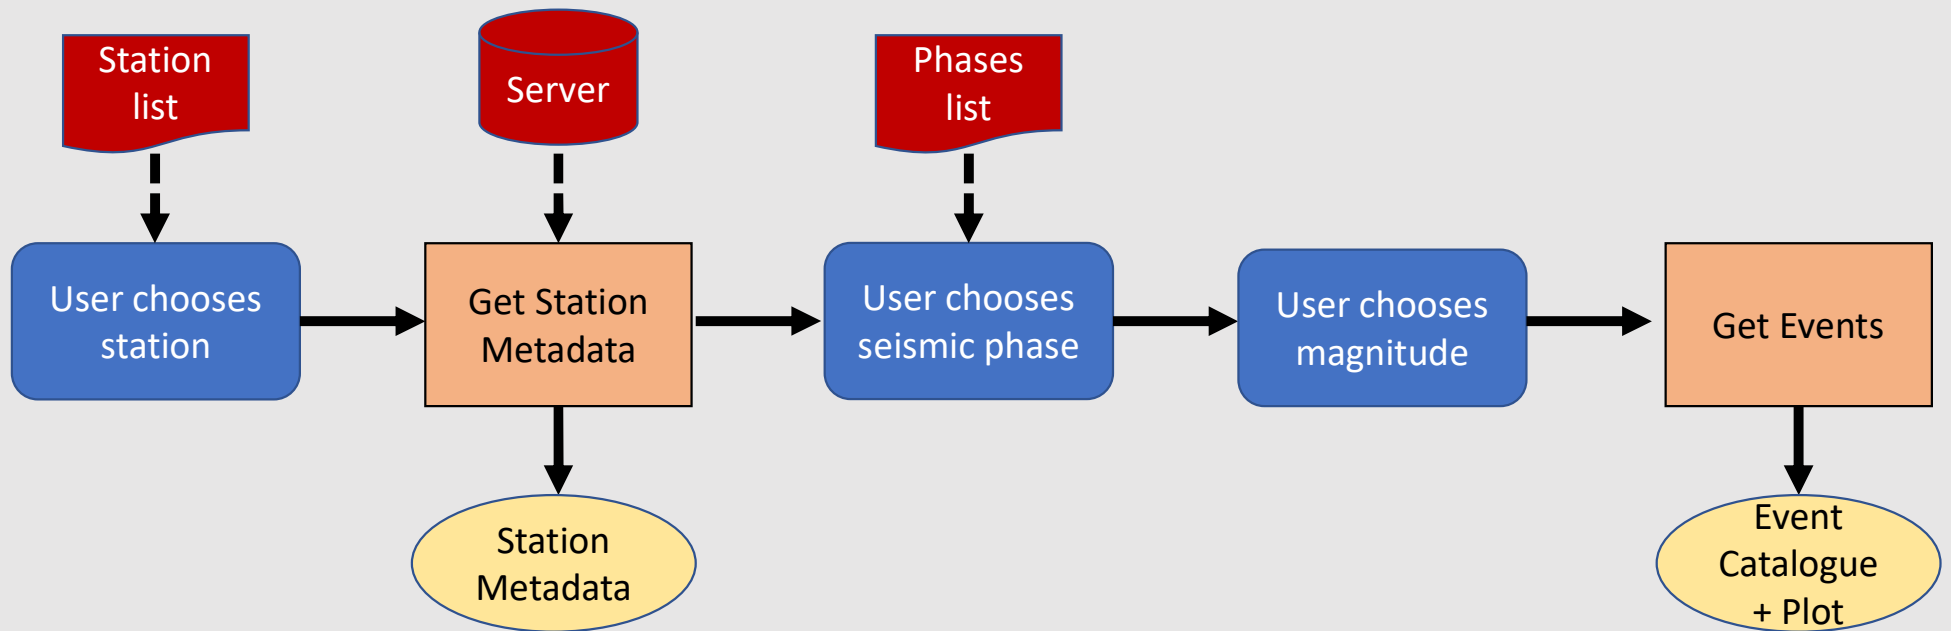 Station
list
Server
Phases
list
User chooses
station
Get Station
Metadata
User chooses
seismic phase
User chooses
magnitude
Get Events
Station
Metadata
Event
Catalogue
+ Plot